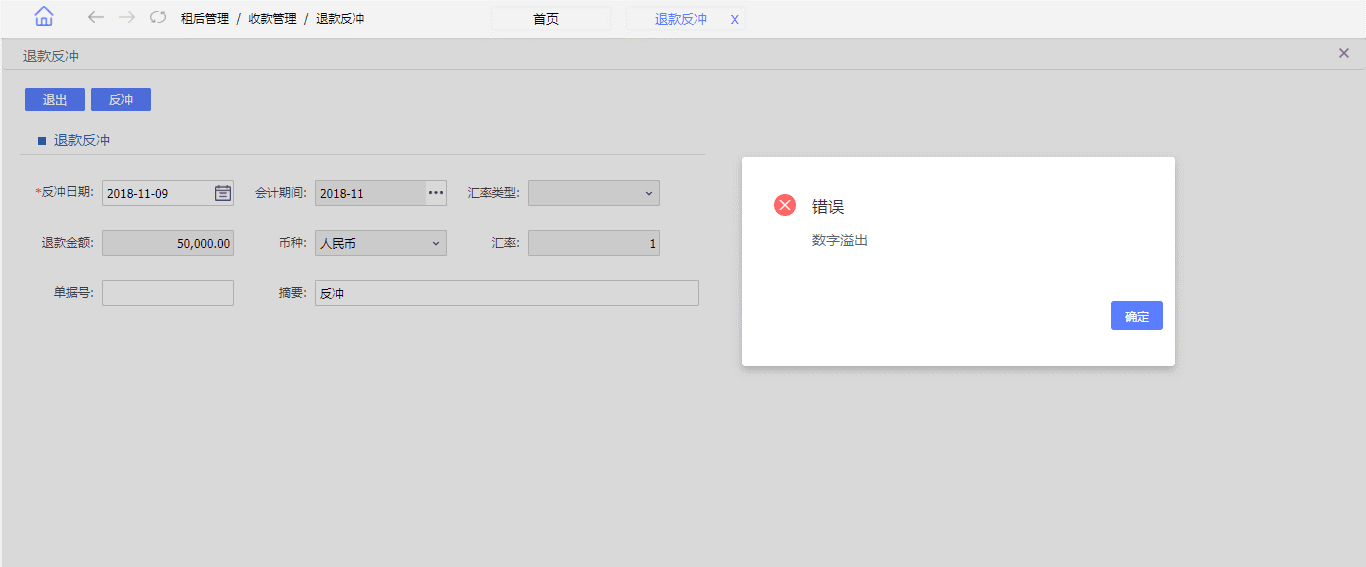 租后管理 / 收款管理 / 退款反冲 首页 退款反冲 X
退款反冲
退出 反冲
退款反冲
*反冲日期: 2018-11-09 会计期间: 2018-11 汇率类型:
退款金额: 50,000.00 币种: 人民币 汇率: 1
单据号: 摘要: 反冲
错误
数字溢出
确定